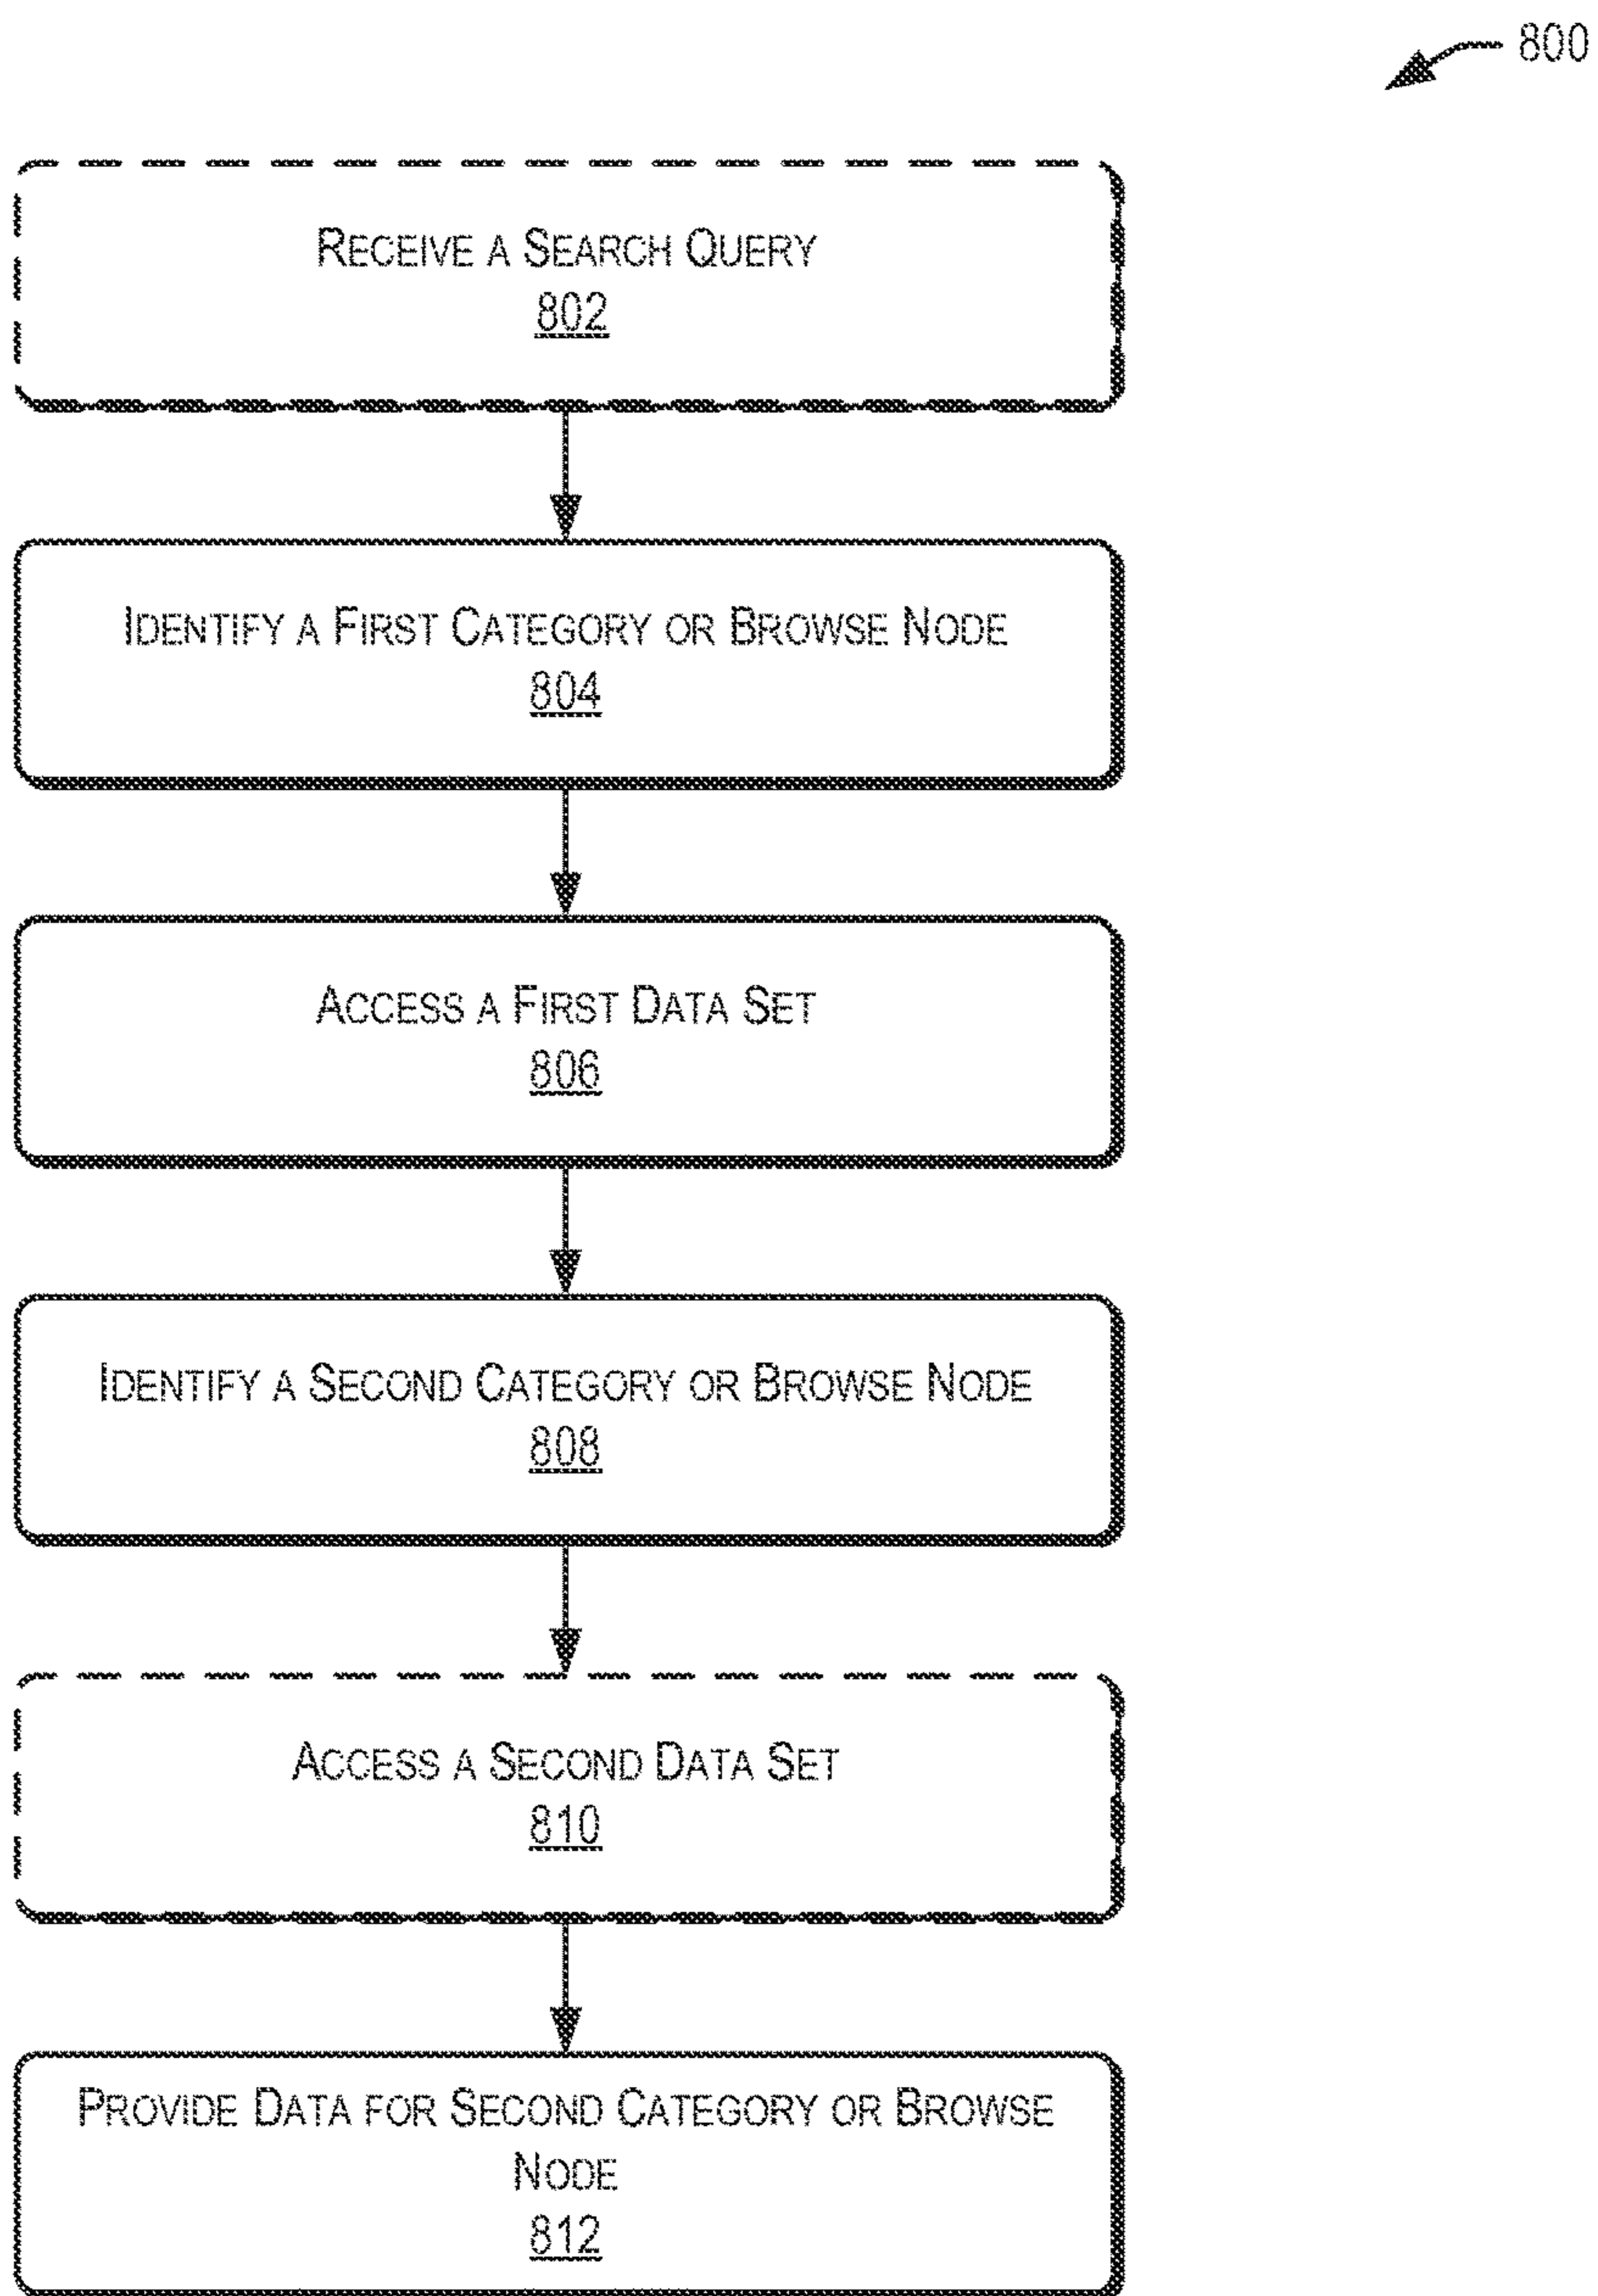 800
RECEIVE A SEARCH QUERY
802
IDENTIFY A FIRST CATEGORY OR BROWSE NODE
804
ACCESS A FIRST DATA SET
806
IDENTIFY A SECOND CATEGORY OR BROWSE NODE
808
ACCESS A SECOND DATA SET
810
PROVIDE DATA FOR SECOND CATEGORY OR BROWSE
NODE
812